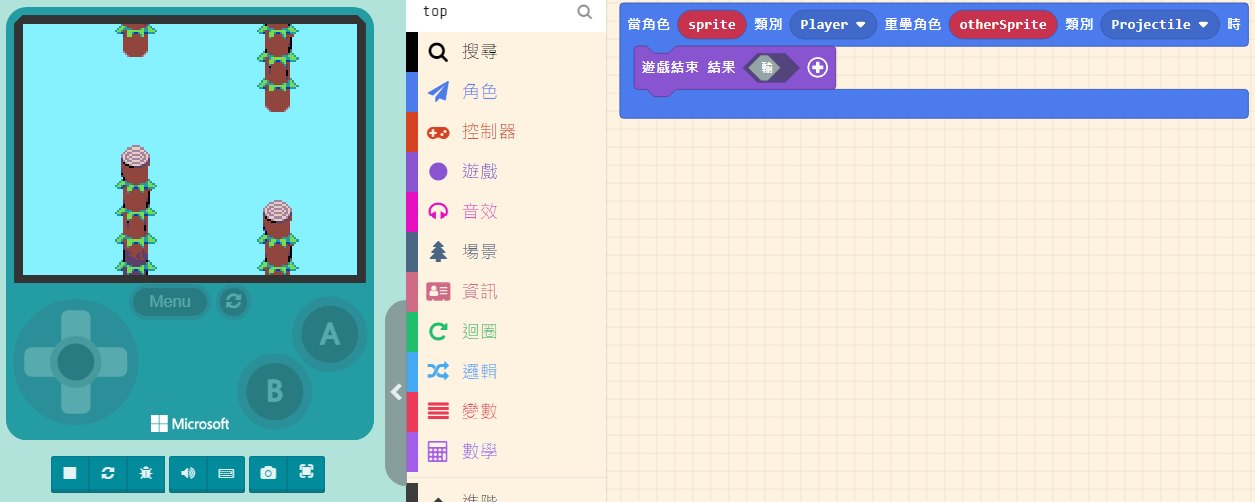 top
搜尋
角色
控制器
遊戲
音效
場景
資訊
迴圈
邏輯
變數
數學
進階
當角色 sprite 類別 Player 重疊角色 otherSprite 類別 Projectile 時
遊戲結束 結果 輸
Menu
A
B
Microsoft